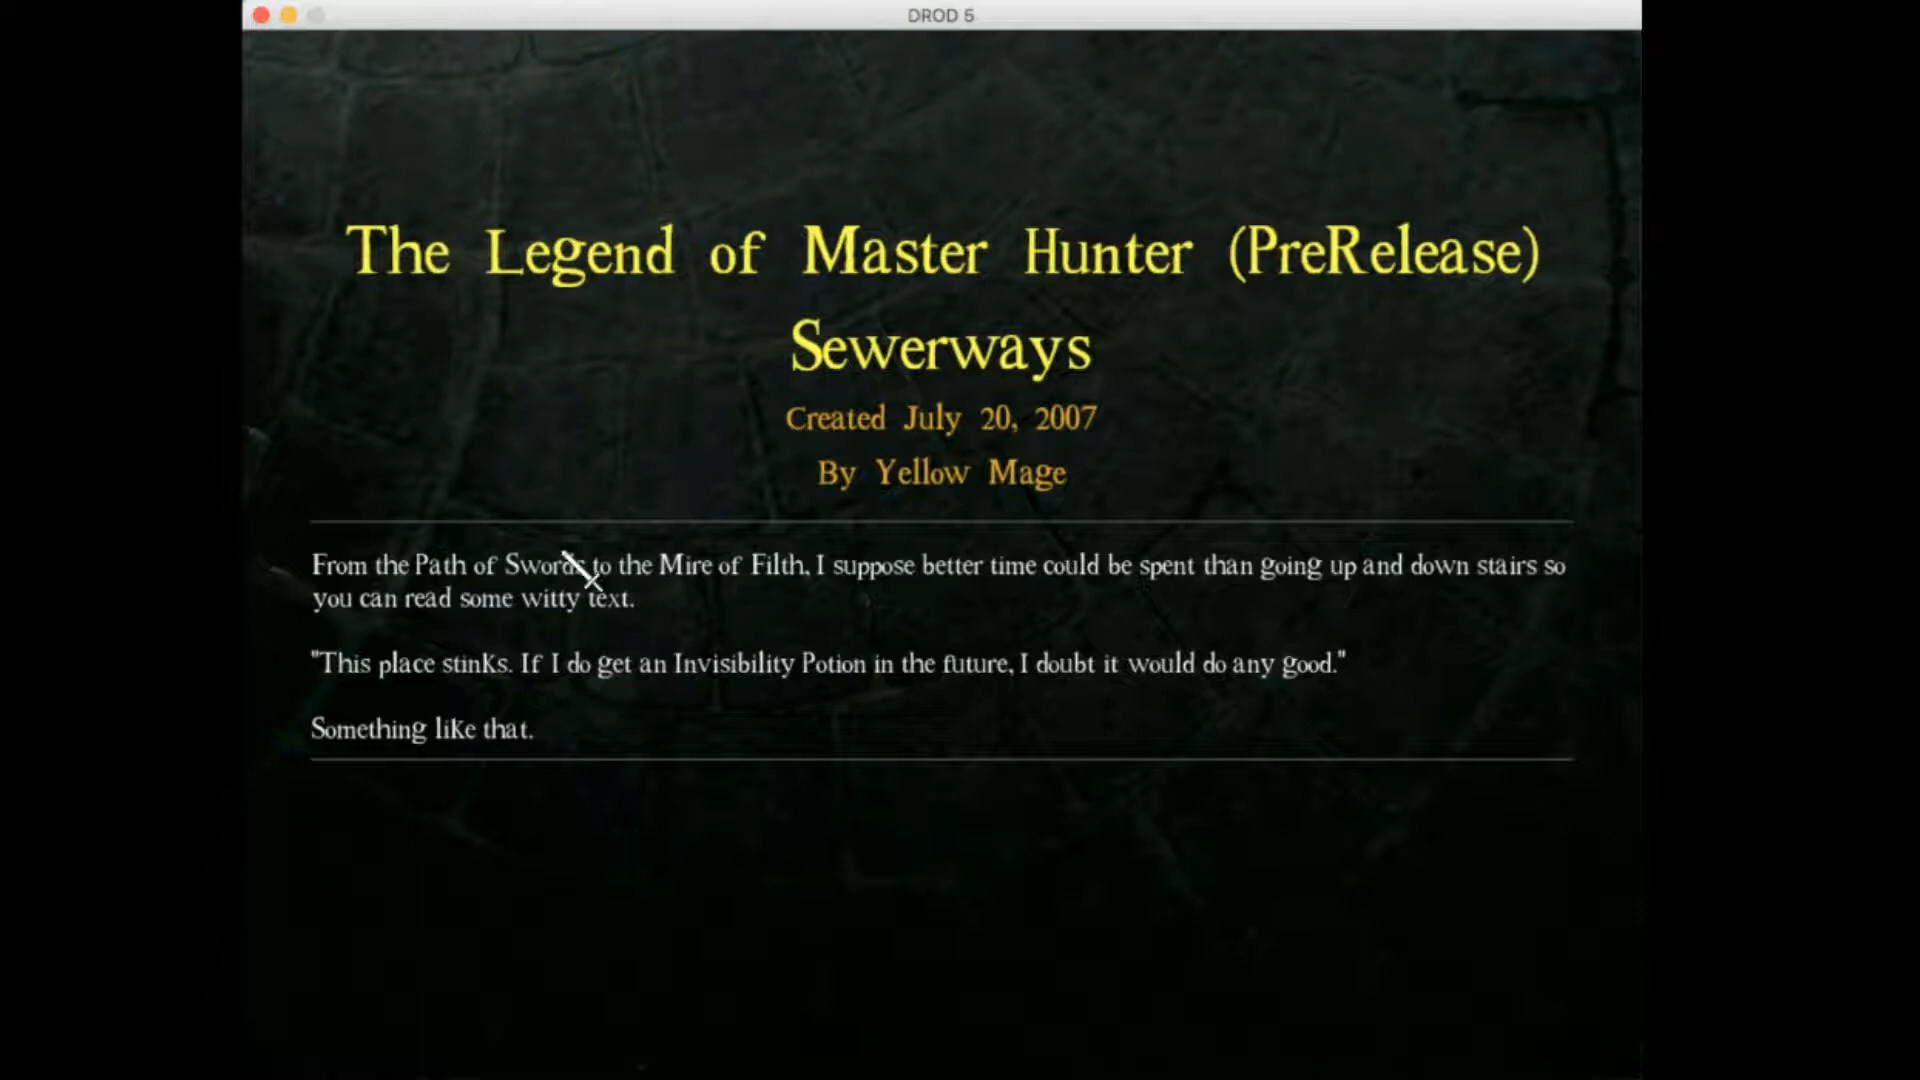 DROD 5
The Legend of Master Hunter (PreRelease)
Sewerways
Created July 20, 2007
By Yellow Mage
From the Path of Swords to the Mire of Filth, I suppose better time could be spent than going up and down stairs so
you can read some witty text.
"This place stinks. If I do get an Invisibility Potion in the future, I doubt it would do any good."
Something like that.